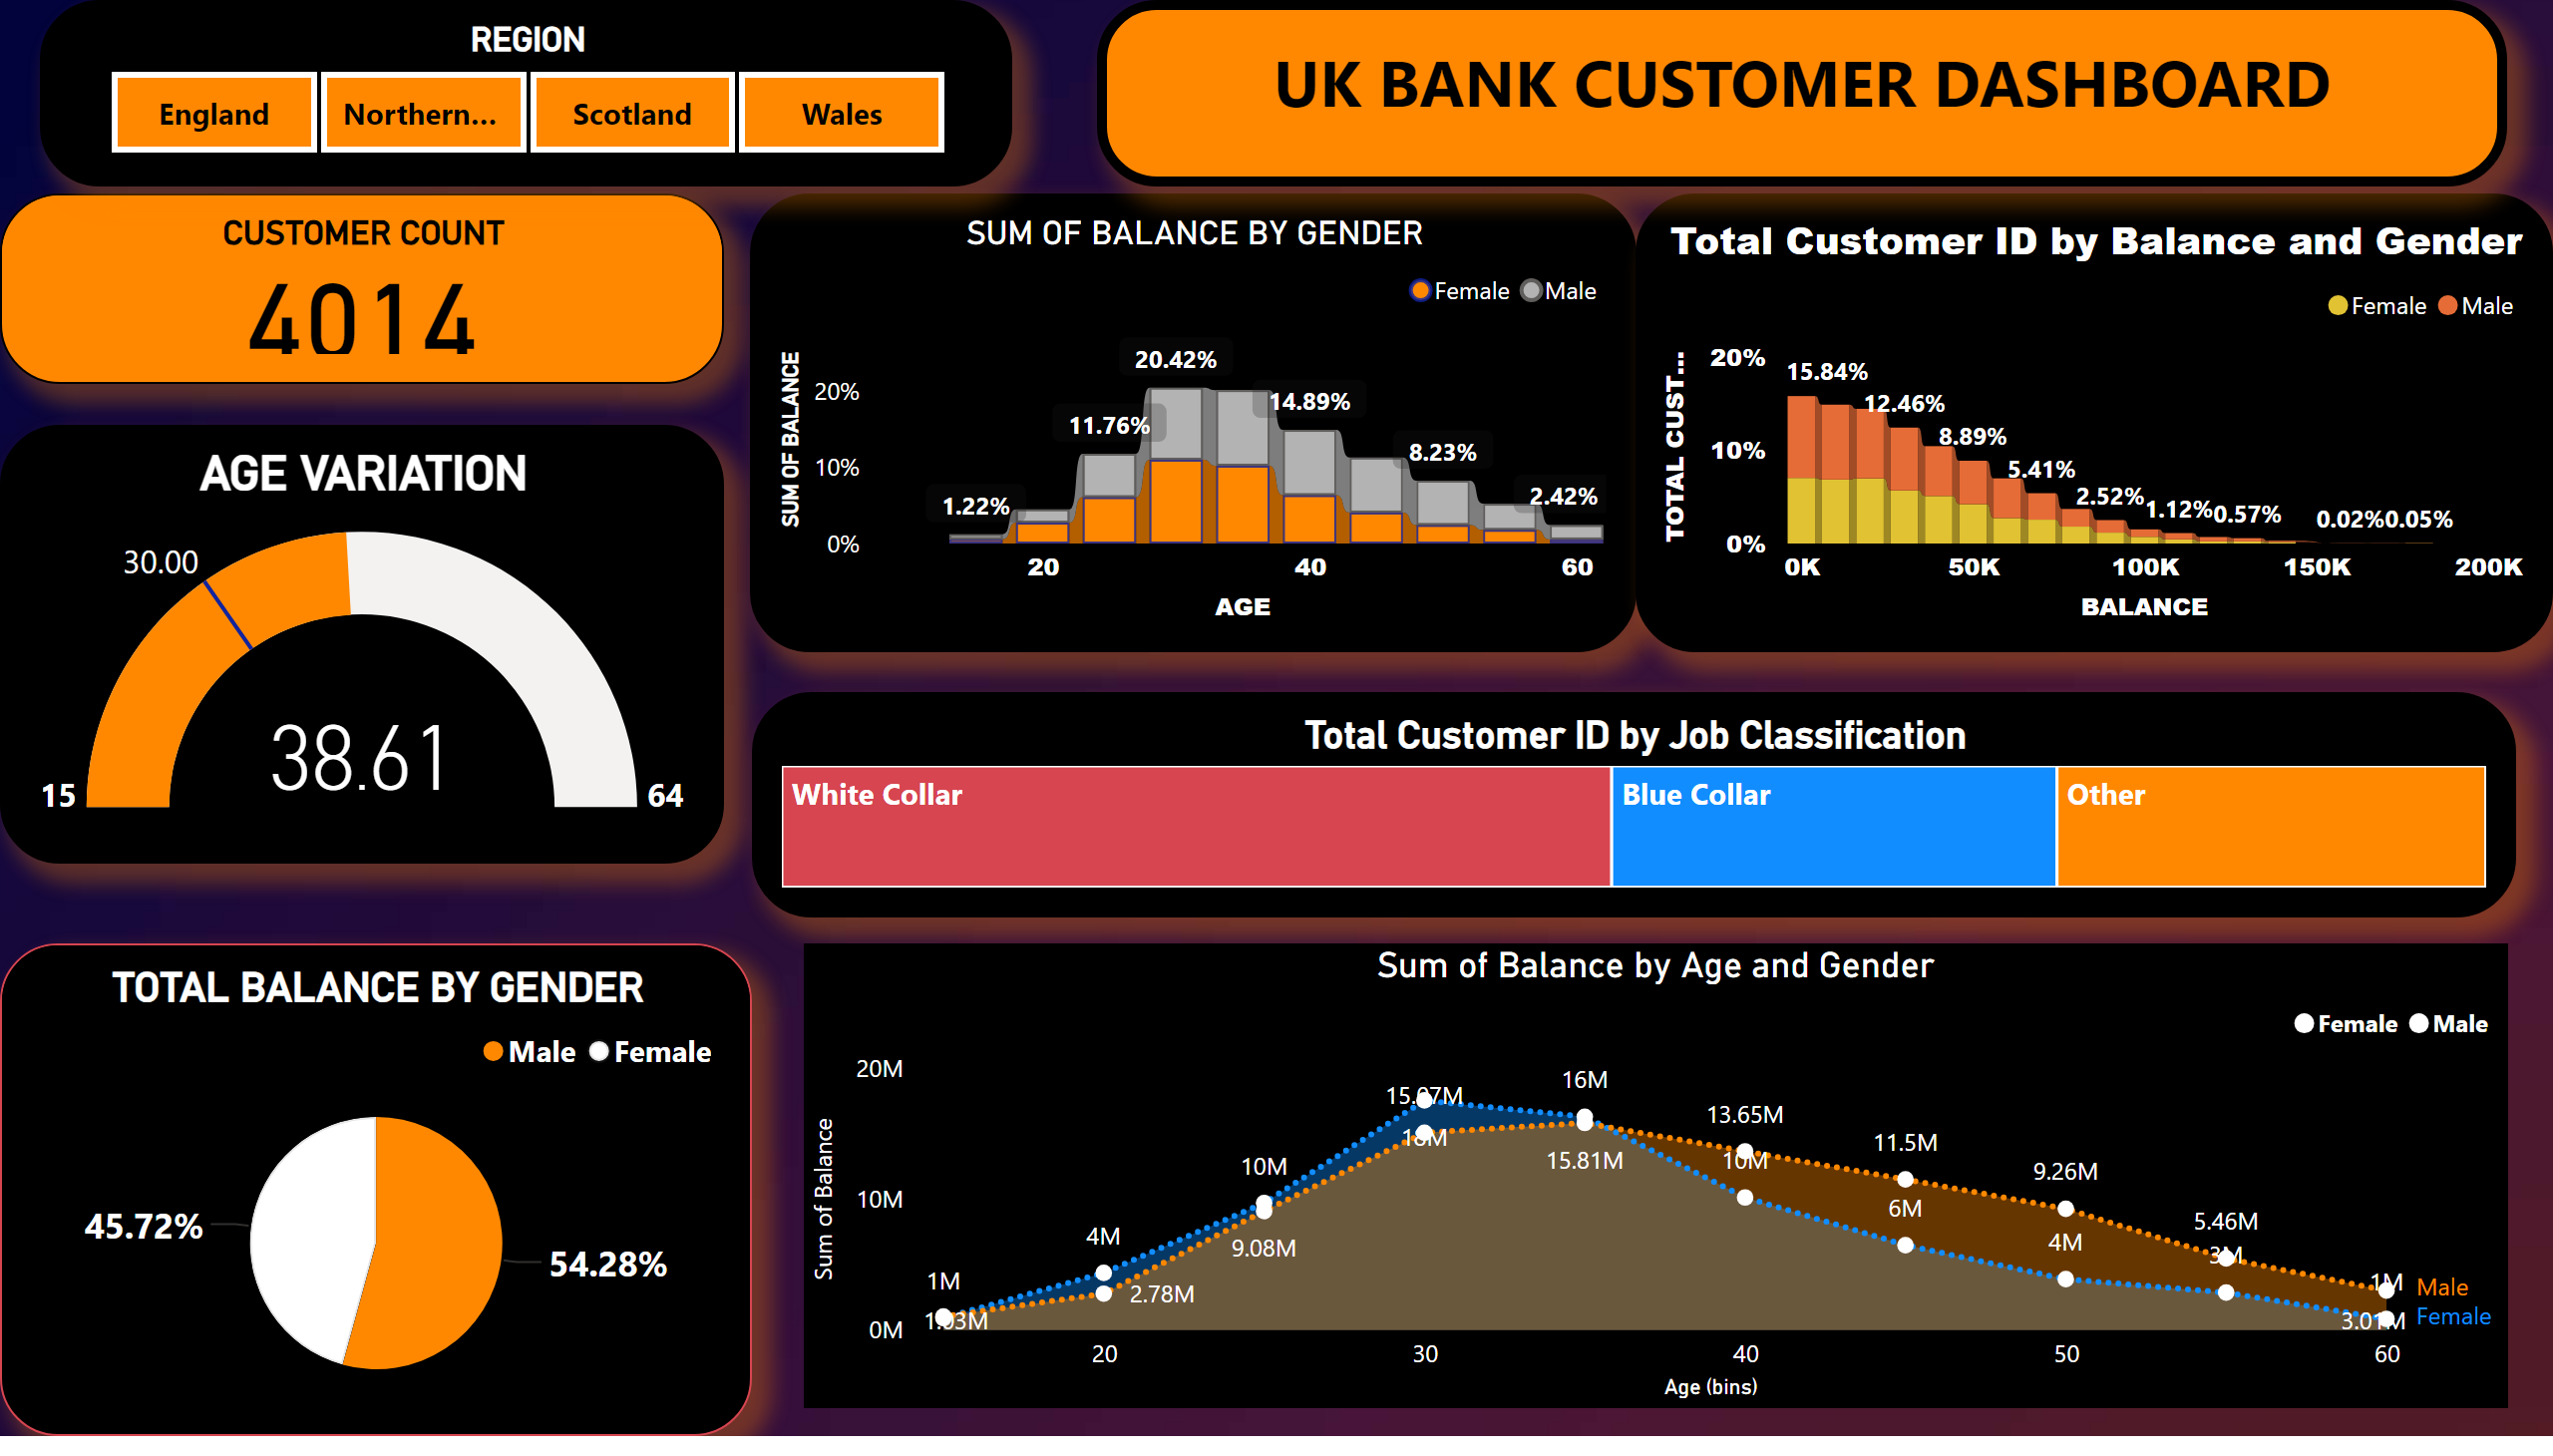 REGION
England
Northern...
Scotland
Wales
UK BANK CUSTOMER DASHBOARD
CUSTOMER COUNT
4014
AGE VARIATION
30.00
38.61
15
64
SUM OF BALANCE BY GENDER
Female Male
SUM OF BALANCE
20%
10%
0%
1.22%
11.76%
20.42%
14.89%
8.23%
2.42%
20 40 60
AGE
Total Customer ID by Balance and Gender
Female Male
TOTAL CUST...
20%
10%
0%
15.84%
12.46%
8.89%
5.41%
2.52%
1.12%
0.57%
0.02%
0.05%
0K 50K 100K 150K 200K
BALANCE
Total Customer ID by Job Classification
White Collar
Blue Collar
Other
TOTAL BALANCE BY GENDER
Male Female
45.72%
54.28%
Sum of Balance by Age and Gender
Female Male
Sum of Balance
20M
10M
0M
1M
1.03M
4M
2.78M
10M
9.08M
15.07M
18M
16M
15.81M
13.65M
10M
11.5M
6M
9.26M
4M
5.46M
3M
1M
3.01M
Male
Female
20 30 40 50 60
Age (bins)